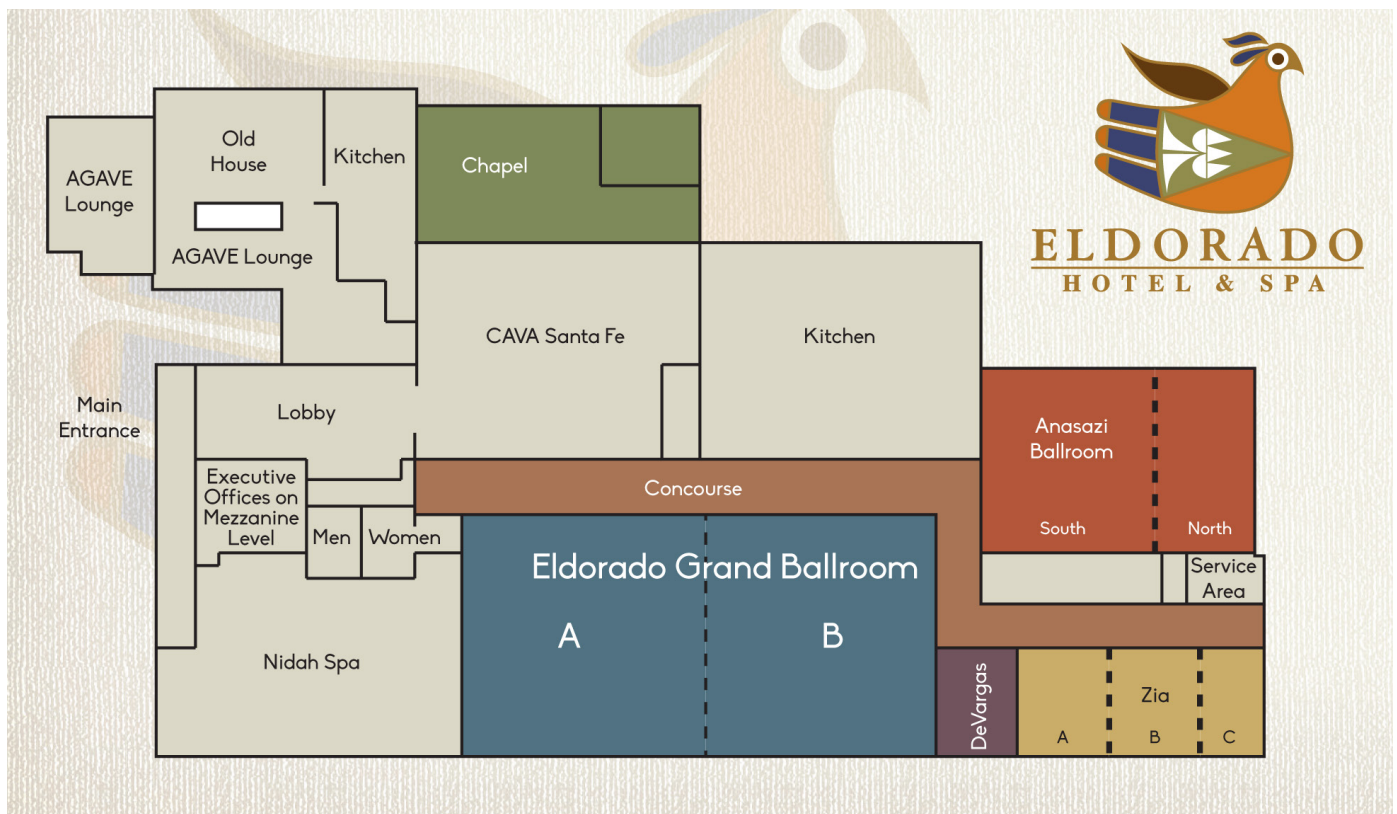 ELDORADO
HOTEL & SPA
Old
House
Kitchen
AGAVE
Lounge
AGAVE Lounge
Chapel
CAVA Santa Fe
Kitchen
Main
Entrance
Lobby
Anasazi
Ballroom
South
North
Executive
Offices on
Mezzanine
Level
Men
Women
Concourse
Service
Area
Eldorado Grand Ballroom
A
B
Nidah Spa
DeVargas
Zia
A
B
C